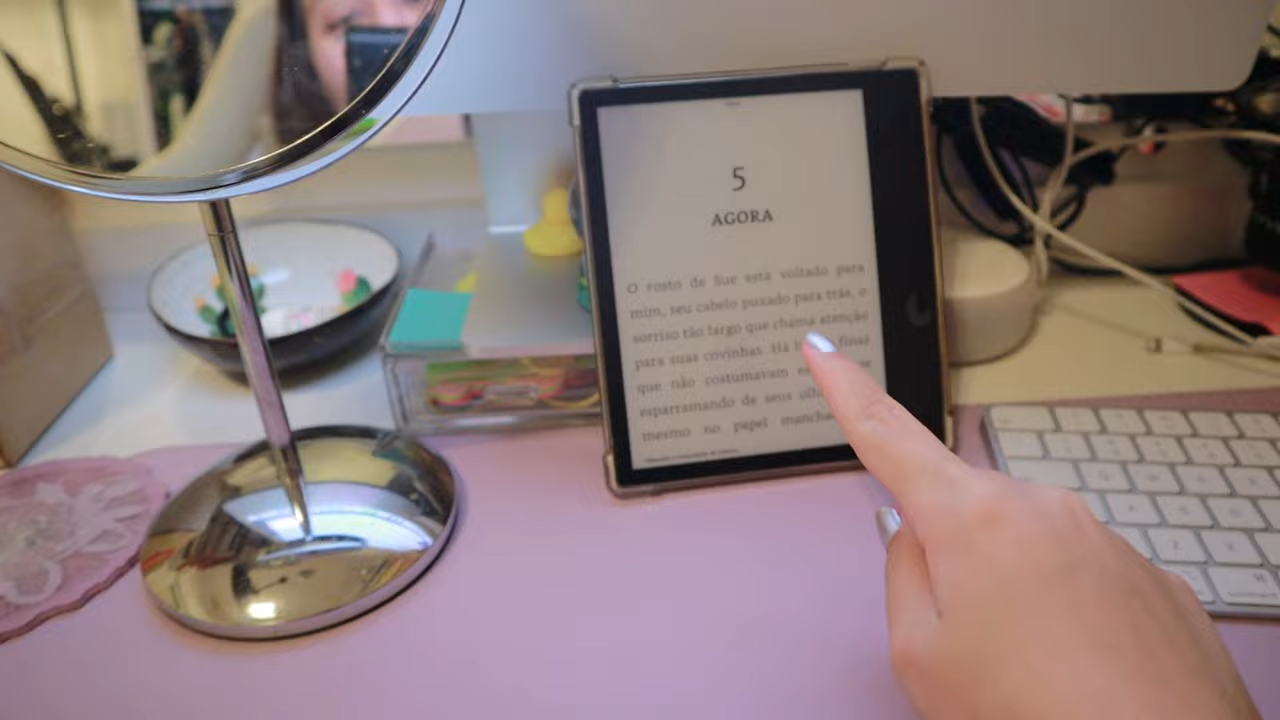 5
AGORA
O rosto de Sue está voltado para
mim, seu cabelo puxado para trás, o
sorriso tão largo que chama atenção
para suas covinhas. Há finas
que não costumavam
esparramando de seus
mesmo no papel